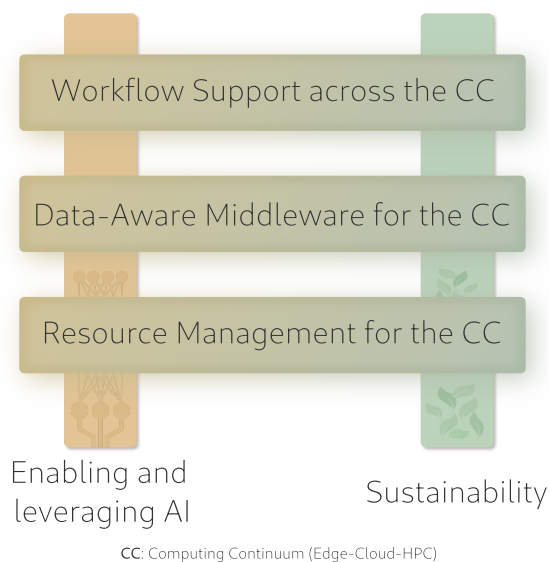 Workflow Support across the CC
Data-Aware Middleware for the CC
Resource Management for the CC
Enabling and
leveraging AI
Sustainability
CC: Computing Continuum (Edge-Cloud-HPC)